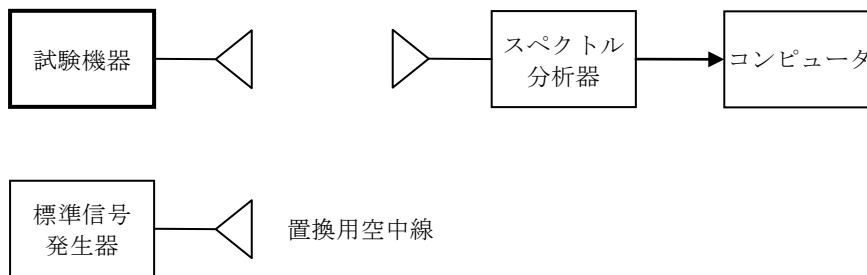 試験機器
スペクトル
分析器
コンピュータ
標準信号
発生器
置換用空中線